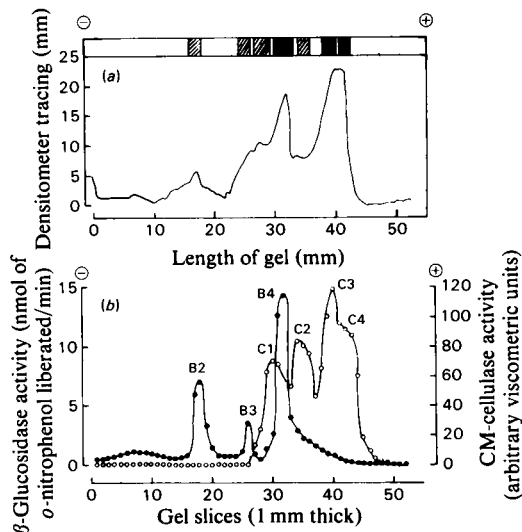 ⊖ ⊕
Densitometer tracing (mm)
25
20
15
10
5
0
(a)
0 10 20 30 40 50
Length of gel (mm)
⊖ ⊕
β-Glucosidase activity (nmol of
o-nitrophenol liberated/min)
15
10
5
0
(b)
B2
B3
B4
C1
C2
C3
C4
120
100
80
60
40
20
0
CM-cellulase activity
(arbitrary viscometric units)
0 10 20 30 40 50
Gel slices (1 mm thick)